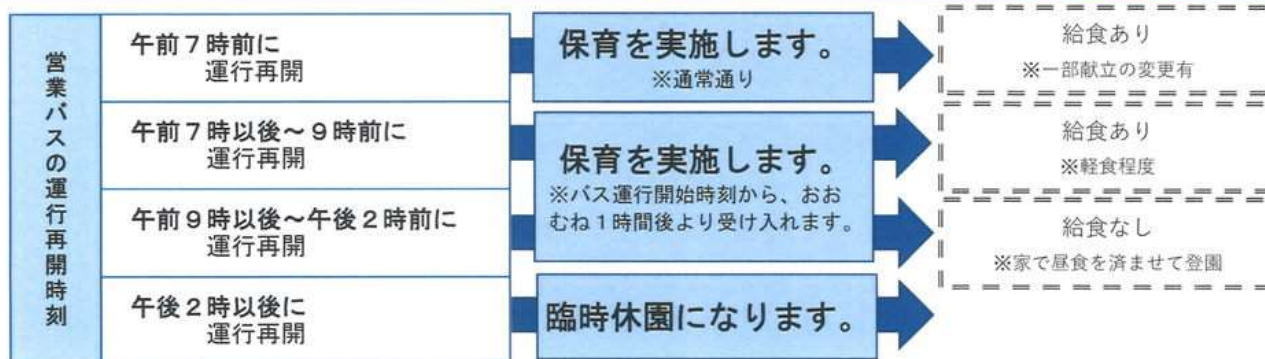 営業バスの運行再開時刻
午前７時前に
運行再開
保育を実施します。
※通常通り
給食あり
※一部献立の変更有
午前７時以後～９時前に
運行再開
保育を実施します。
※バス運行開始時刻から、おお
むね１時間後より受け入れます。
給食あり
※軽食程度
午前９時以後～午後２時前に
運行再開
給食なし
※家で昼食を済ませて登園
午後２時以後に
運行再開
臨時休園になります。